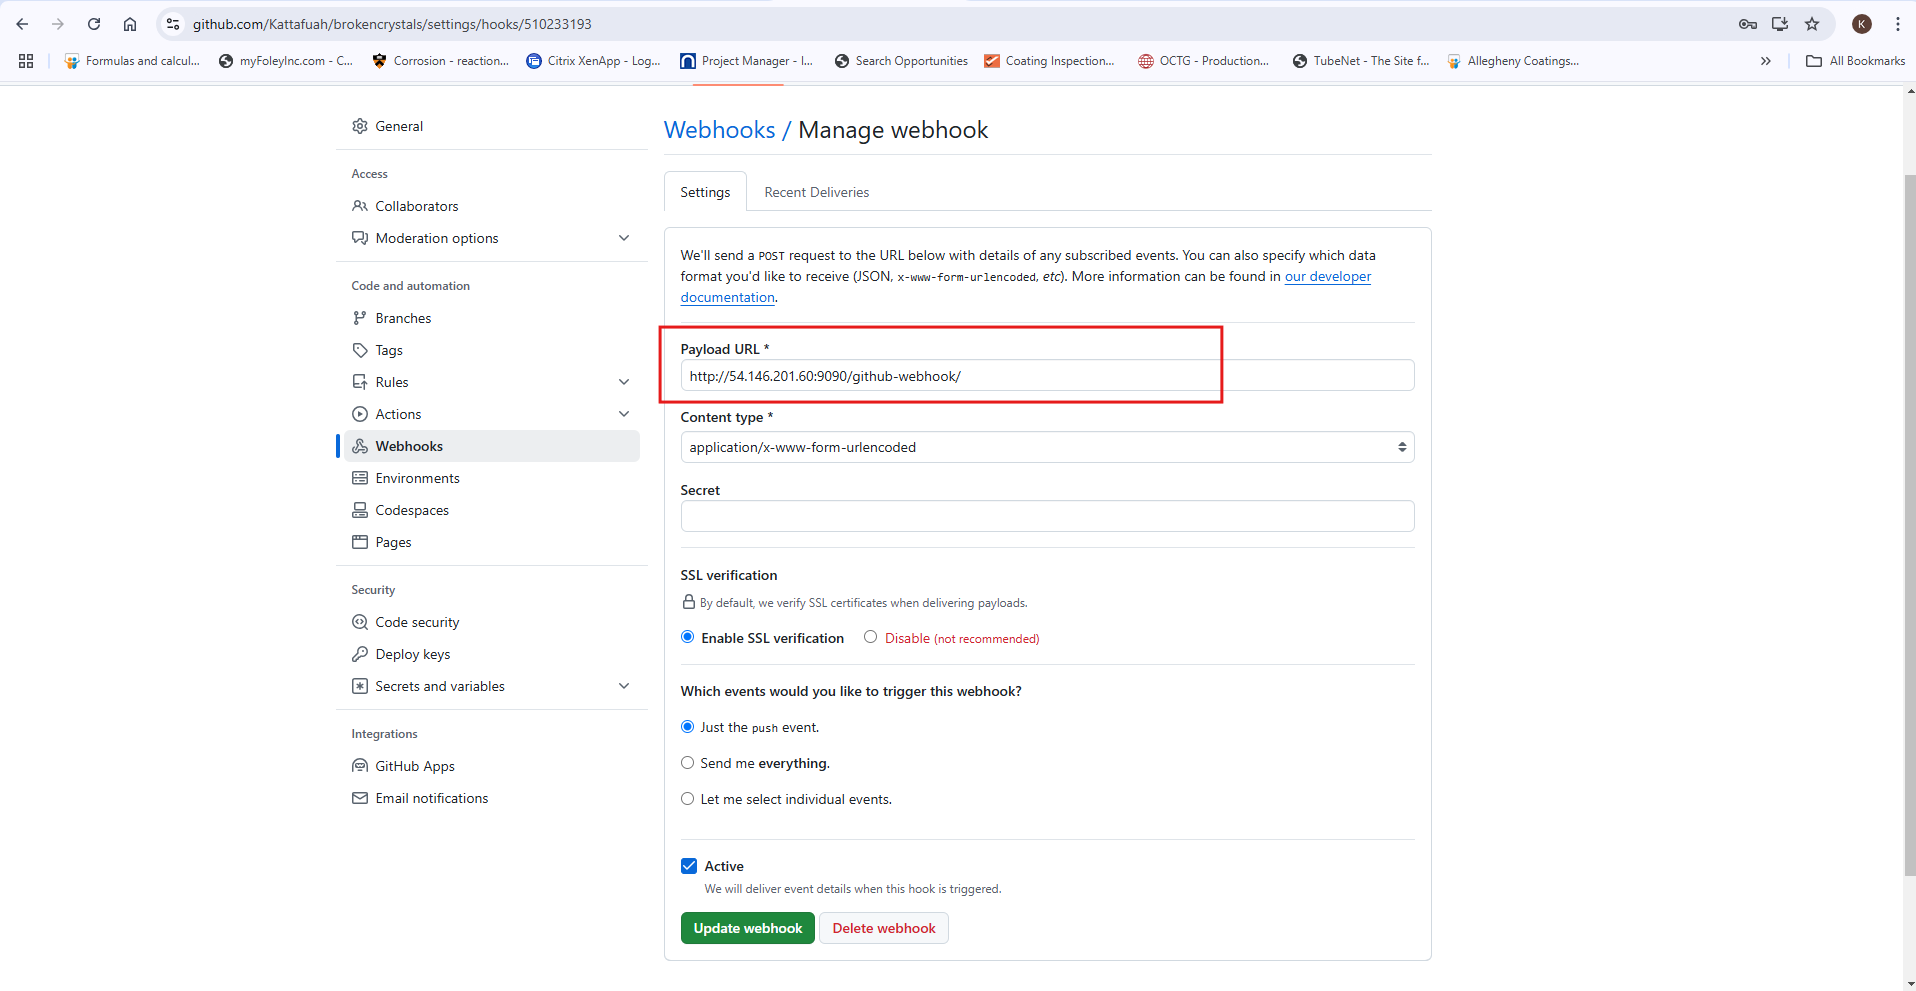 github.com/Kattafuah/brokencrystals/settings/hooks/510233193
K
Formulas and calcul...
myFoleyInc.com - C...
Corrosion - reaction...
Citrix XenApp - Log...
Project Manager - I...
Search Opportunities
Coating Inspection...
OCTG - Production...
TubeNet - The Site f...
Allegheny Coatings...
All Bookmarks
General
Access
Collaborators
Moderation options
Code and automation
Branches
Tags
Rules
Actions
Webhooks
Environments
Codespaces
Pages
Security
Code security
Deploy keys
Secrets and variables
Integrations
GitHub Apps
Email notifications
Webhooks / Manage webhook
Settings
Recent Deliveries
We'll send a POST request to the URL below with details of any subscribed events. You can also specify which data
format you'd like to receive (JSON, x-www-form-urlencoded, etc). More information can be found in our developer
documentation.
Payload URL *
http://54.146.201.60:9090/github-webhook/
Content type *
application/x-www-form-urlencoded
Secret
SSL verification
By default, we verify SSL certificates when delivering payloads.
Enable SSL verification
Disable (not recommended)
Which events would you like to trigger this webhook?
Just the push event.
Send me everything.
Let me select individual events.
Active
We will deliver event details when this hook is triggered.
Update webhook
Delete webhook